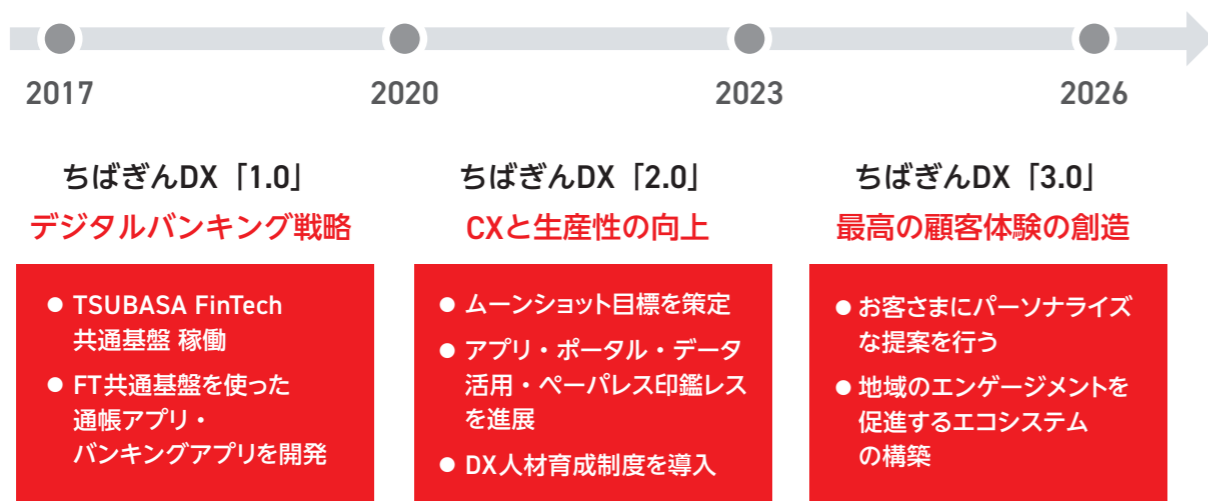 2017
2020
2023
2026
ちばぎんDX「1.0」
デジタルバンキング戦略
● TSUBASA FinTech
共通基盤 稼働
● FT共通基盤を使った
通帳アプリ・
バンキングアプリを開発
ちばぎんDX「2.0」
CXと生産性の向上
● ムーンショット目標を策定
● アプリ・ポータル・データ
活用・ペーパレス印鑑レス
を進展
● DX人材育成制度を導入
ちばぎんDX「3.0」
最高の顧客体験の創造
● お客さまにパーソナライズ
な提案を行う
● 地域のエンゲージメントを
促進するエコシステム
の構築